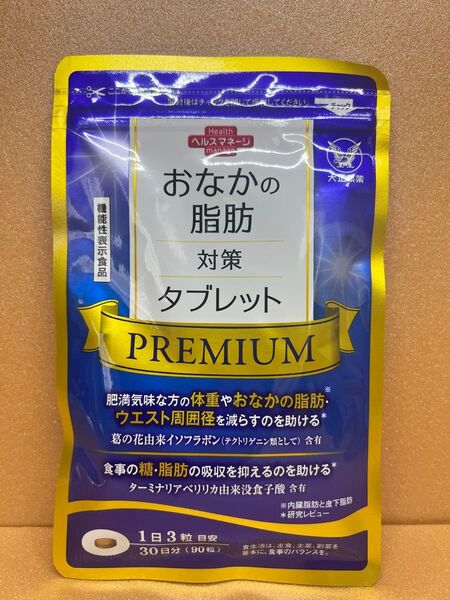 Health
ヘルスマネージ
manage
大正製薬
おなかの
脂肪
対策
タブレット
機能性表示食品
PREMIUM
肥満気味な方の体重やおなかの脂肪※・
ウエスト周囲径を減らすのを助ける*
葛の花由来イソフラボン(テクトリゲニン類として)含有
食事の糖・脂肪の吸収を抑えるのを助ける*
ターミナリアベリリカ由来没食子酸 含有
※内臓脂肪と皮下脂肪
*研究レビュー
1日3粒 目安
30日分(90粒)
食生活は、主食、主菜、副菜を
基本に、食事のバランスを。